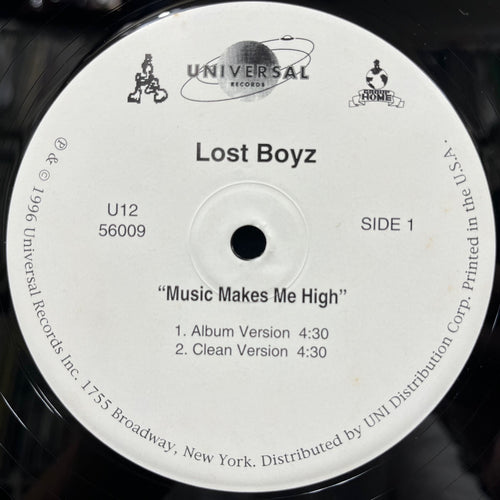 UNIVERSAL
RECORDS
GROUP
HOME
Lost Boyz
U12
56009
SIDE 1
"Music Makes Me High"
1. Album Version 4:30
2. Clean Version 4:30
℗ & © 1996 Universal Records Inc. 1755 Broadway, New York. Distributed by UNI Distribution Corp. Printed in the U.S.A.